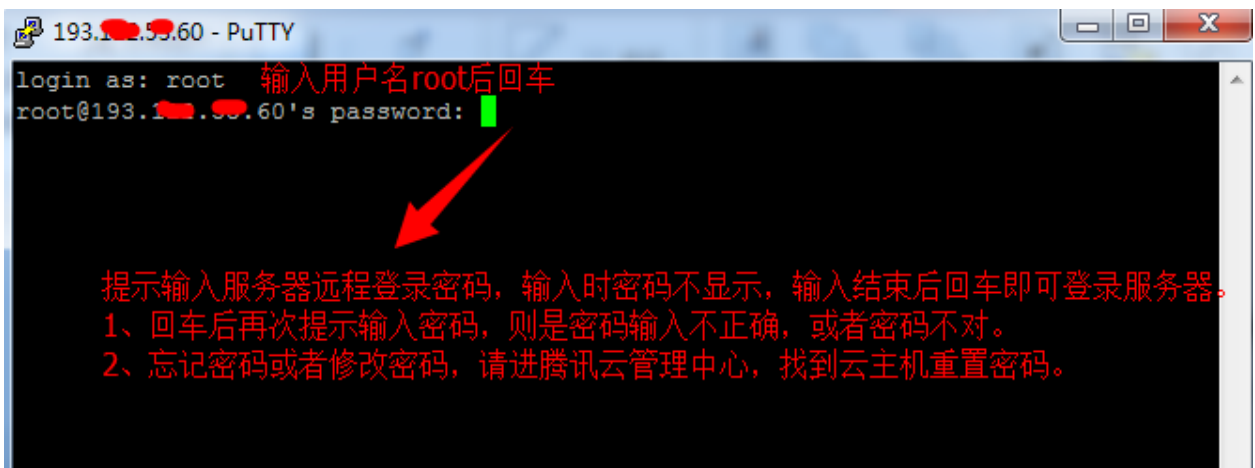 193. .60 - PuTTY
login as: root 输入用户名root后回车
root@193. . .60's password:
提示输入服务器远程登录密码，输入时密码不显示，输入结束后回车即可登录服务器。
1、回车后再次提示输入密码，则是密码输入不正确，或者密码不对。
2、忘记密码或者修改密码，请进腾讯云管理中心，找到云主机重置密码。